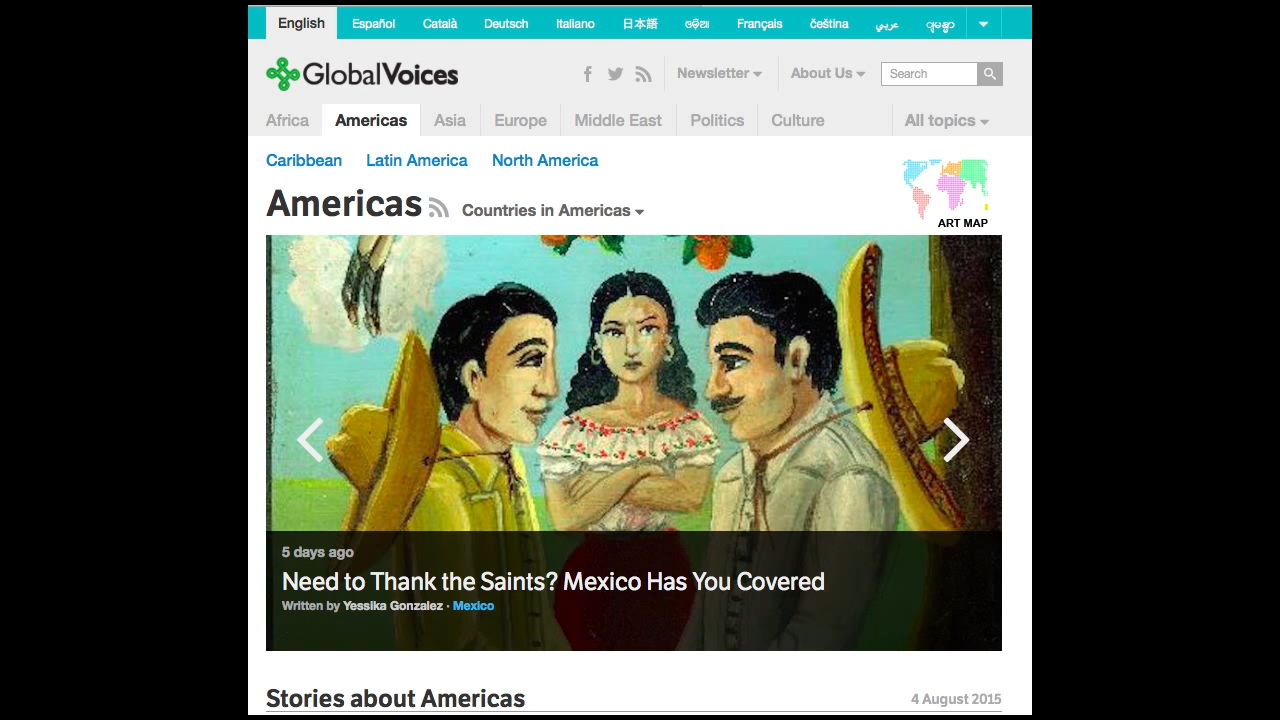 English Español Català Deutsch Italiano 日本語 ଓଡ଼ିଆ Français čeština عربي
GlobalVoices Newsletter About Us Search
Africa Americas Asia Europe Middle East Politics Culture All topics
Caribbean Latin America North America
Americas Countries in Americas
ART MAP
5 days ago
Need to Thank the Saints? Mexico Has You Covered
Written by Yessika Gonzalez · Mexico
Stories about Americas 4 August 2015